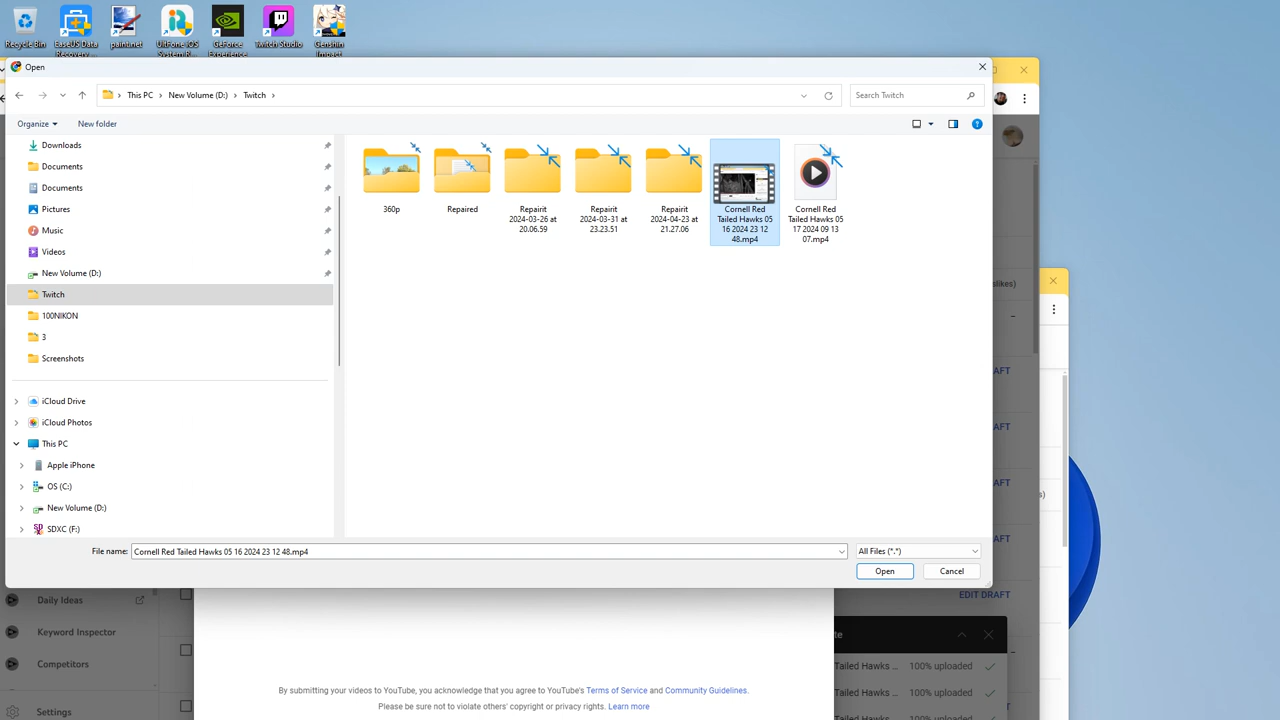 Recycle Bin
EaseUS Data
Recovery ...
paint.net
UltFone iOS
System R...
GeForce
Experience
Twitch Studio
Genshin
Impact
Open
This PC
New Volume (D:)
Twitch
Search Twitch
Organize
New folder
Downloads
Documents
Documents
Pictures
Music
Videos
New Volume (D:)
Twitch
100NIKON
3
Screenshots
iCloud Drive
iCloud Photos
This PC
Apple iPhone
OS (C:)
New Volume (D:)
SDXC (F:)
360p
Repaired
Repairit
2024-03-26 at
20.06.59
Repairit
2024-03-31 at
23.23.51
Repairit
2024-04-23 at
21.27.06
Cornell Red
Tailed Hawks 05
16 2024 23 12
48.mp4
Cornell Red
Tailed Hawks 05
17 2024 09 13
07.mp4
File name:
Cornell Red Tailed Hawks 05 16 2024 23 12 48.mp4
All Files (*.*)
Open
Cancel
slikes)
AFT
AFT
AFT
AFT
s)
EDIT DRAFT
Daily Ideas
Keyword Inspector
Competitors
Settings
te
Tailed Hawks ... 100% uploaded
Tailed Hawks ... 100% uploaded
By submitting your videos to YouTube, you acknowledge that you agree to YouTube's Terms of Service and Community Guidelines.
Please be sure not to violate others' copyright or privacy rights. Learn more